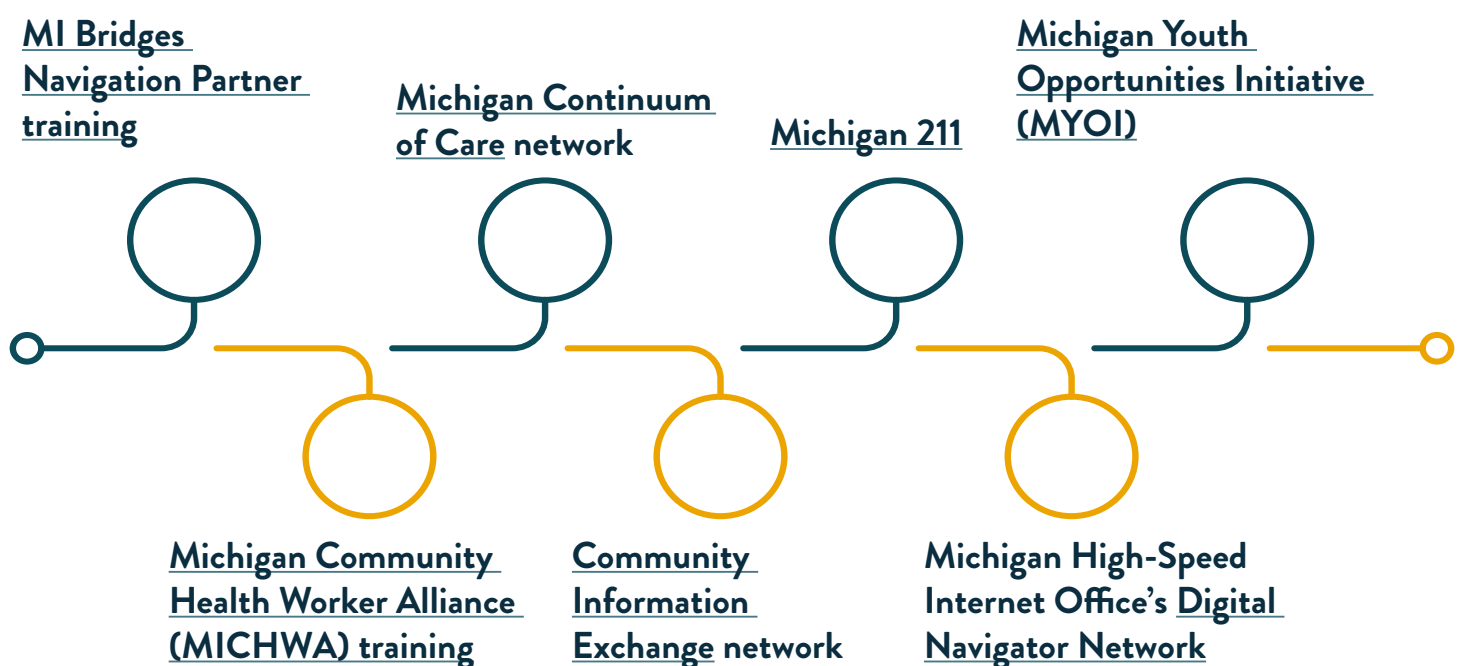 MI Bridges
Navigation Partner
training
Michigan Community
Health Worker Alliance
(MICHWA) training
Michigan Continuum
of Care network
Community
Information
Exchange network
Michigan 211
Michigan High-Speed
Internet Office’s Digital
Navigator Network
Michigan Youth
Opportunities Initiative
(MYOI)